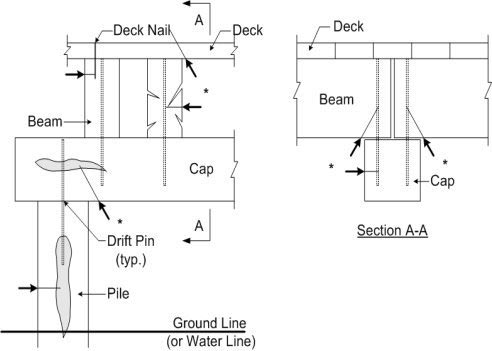 A
Deck Nail
Deck
*
Beam
Cap
*
A
Drift Pin
(typ.)
Pile
Ground Line
(or Water Line)
Deck
Beam
*
*
Cap
Section A-A